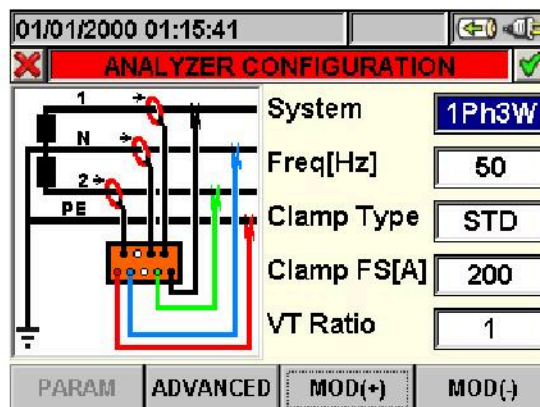 01/01/2000 01:15:41
ANALYZER CONFIGURATION
1
N
2
PE
System 1Ph3W
Freq[Hz] 50
Clamp Type STD
Clamp FS[A] 200
VT Ratio 1
PARAM ADVANCED MOD(+) MOD(-)